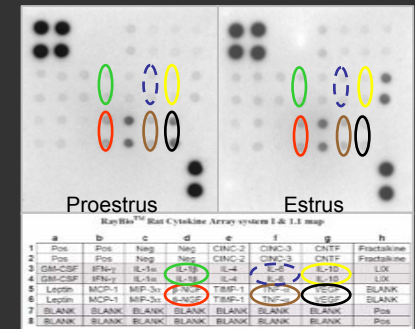 Proestrus
Estrus
RayBio™ Rat Cytokine Array system I & 1.1 map
a b c d e f g h
1 Pos Pos Neg Neg CINC-2 CINC-3 CNTF Fractalkine
2 Pos Pos Neg Neg CINC-2 CINC-3 CNTF Fractalkine
3 GM-CSF IFN-γ IL-1α IL-1β IL-4 IL-6 IL-10 LIX
4 GM-CSF IFN-γ IL-1α IL-1β IL-4 IL-6 IL-10 LIX
5 Leptin MCP-1 MIP-3α TIMP-1 TNF-α VEGF BLANK
6 Leptin MCP-1 MIP-3α β-NGF TIMP-1 TNF-α VEGF BLANK
7 BLANK BLANK BLANK BLANK BLANK BLANK BLANK Pos
8 BLANK BLANK BLANK BLANK BLANK BLANK BLANK Pos